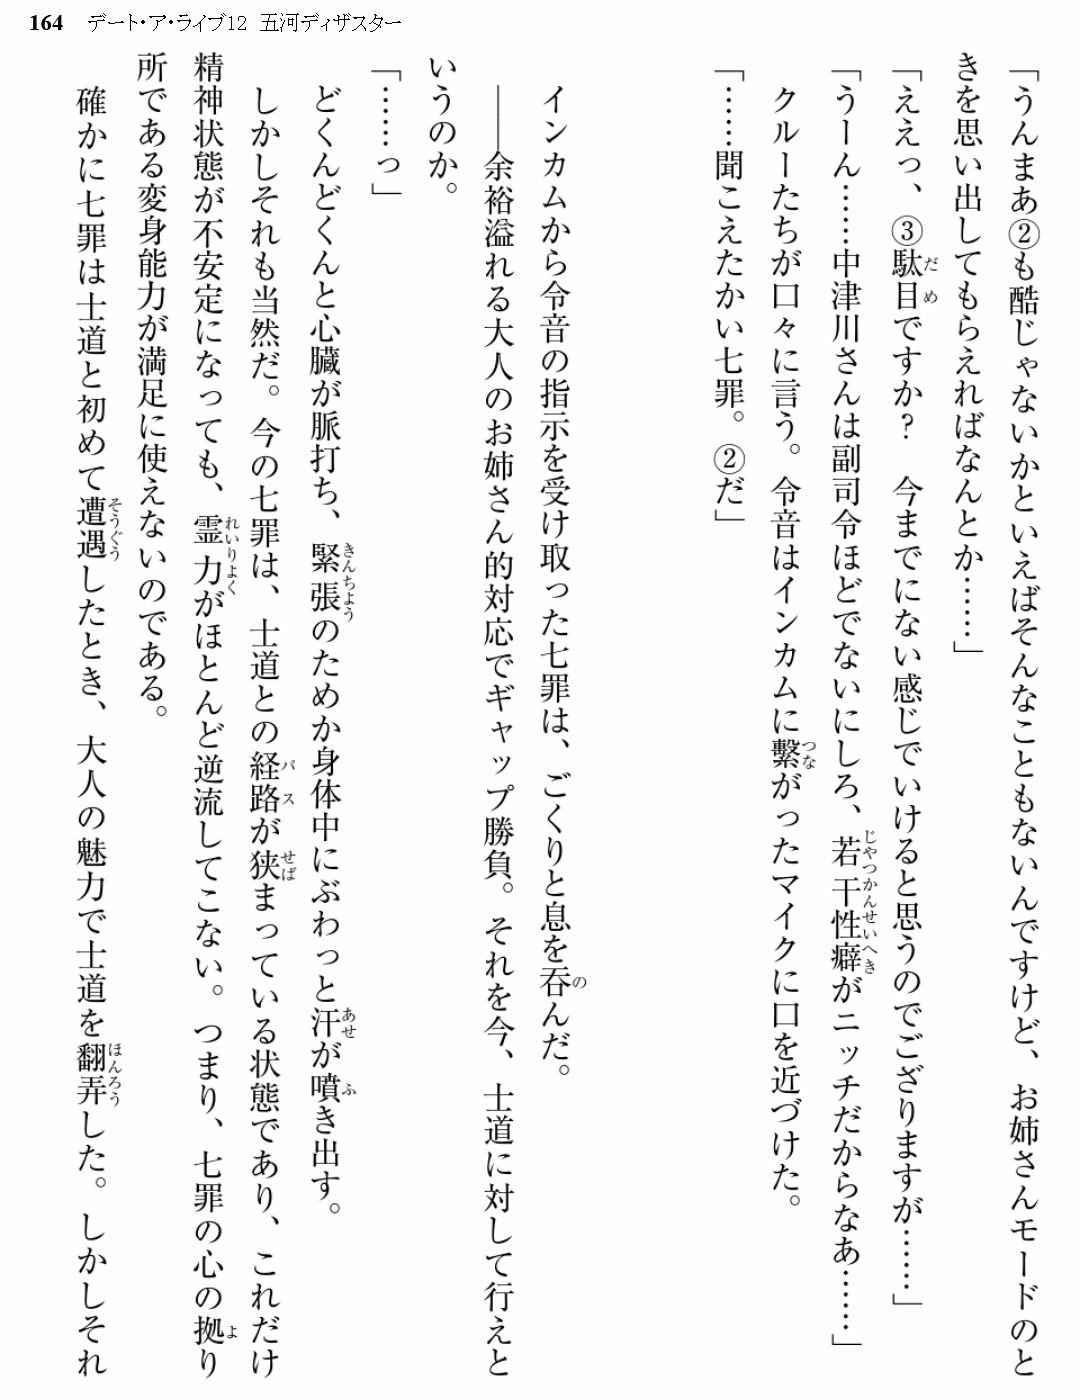 164 デート・ア・ライブ12 五河ディザスター
「うんまあ②も酷じゃないかといえばそんなこともないんですけど、お姉さんモードのと
きを思い出してもらえればなんとか……」
「ええっ、③駄目ですか？　今までにない感じでいけると思うのでござりますが……」
「うーん……中津川さんは副司令ほどでないにしろ、若干性癖がニッチだからなあ……」
クルーたちが口々に言う。令音はインカムに繋がったマイクに口を近づけた。
「……聞こえたかい七罪。②だ」
インカムから令音の指示を受け取った七罪は、ごくりと息を呑んだ。
――余裕溢れる大人のお姉さん的対応でギャップ勝負。それを今、士道に対して行えと
いうのか。
「……っ」
どくんどくんと心臓が脈打ち、緊張のためか身体中にぶわっと汗が噴き出す。
しかしそれも当然だ。今の七罪は、士道との経路が狭まっている状態であり、これだけ
精神状態が不安定になっても、霊力がほとんど逆流してこない。つまり、七罪の心の拠り
所である変身能力が満足に使えないのである。
確かに七罪は士道と初めて遭遇したとき、大人の魅力で士道を翻弄した。しかしそれ